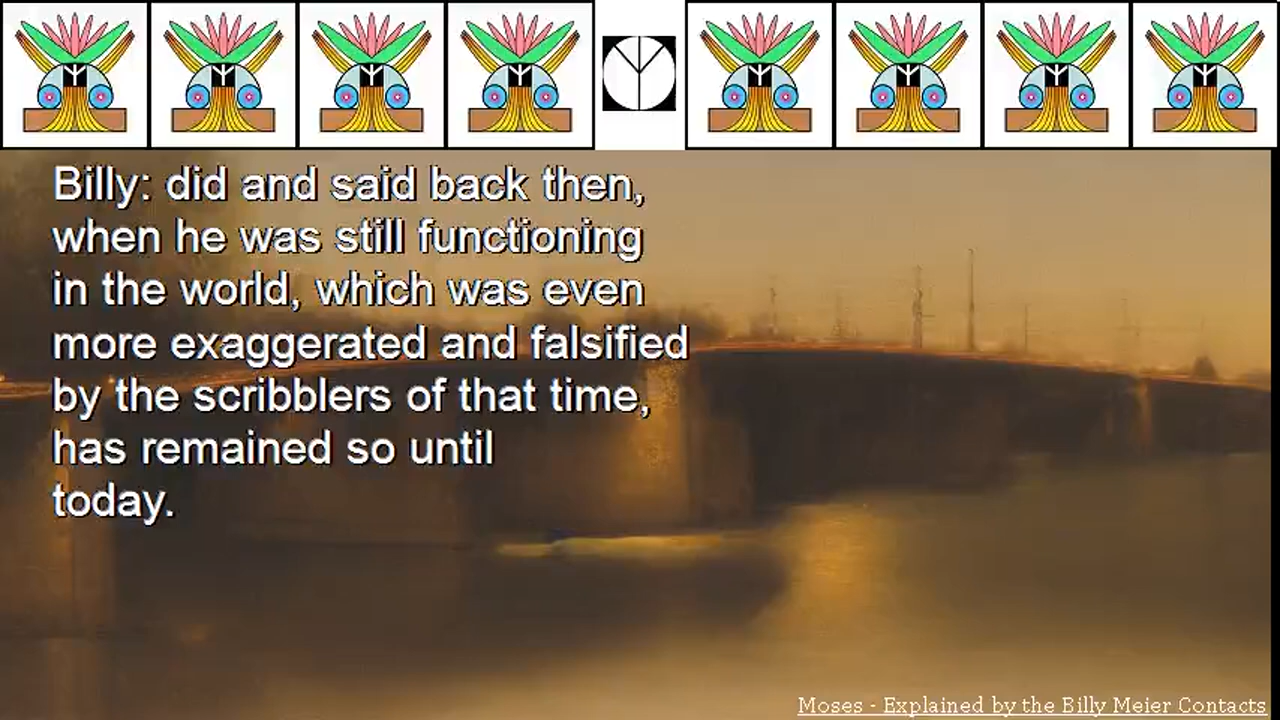 Billy: did and said back then,
when he was still functioning
in the world, which was even
more exaggerated and falsified
by the scribblers of that time,
has remained so until
today.
Moses - Explained by the Billy Meier Contacts